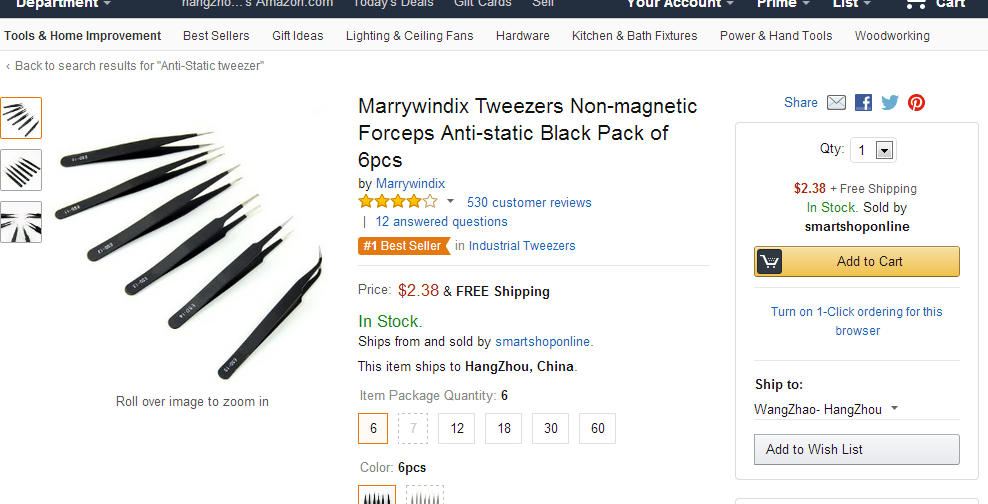 Department
hangzho...'s Amazon.com Today's Deals Gift Cards Sell
Your Account Prime List Cart
Tools & Home Improvement Best Sellers Gift Ideas Lighting & Ceiling Fans Hardware Kitchen & Bath Fixtures Power & Hand Tools Woodworking
‹ Back to search results for "Anti-Static tweezer"
Roll over image to zoom in
Marrywindix Tweezers Non-magnetic
Forceps Anti-static Black Pack of
6pcs
by Marrywindix
530 customer reviews
| 12 answered questions
#1 Best Seller in Industrial Tweezers
Price: $2.38 & FREE Shipping
In Stock.
Ships from and sold by smartshoponline.
This item ships to HangZhou, China.
Item Package Quantity: 6
6 7 12 18 30 60
Color: 6pcs
Share
Qty: 1
$2.38 + Free Shipping
In Stock. Sold by
smartshoponline
Add to Cart
Turn on 1-Click ordering for this
browser
Ship to:
WangZhao- HangZhou
Add to Wish List